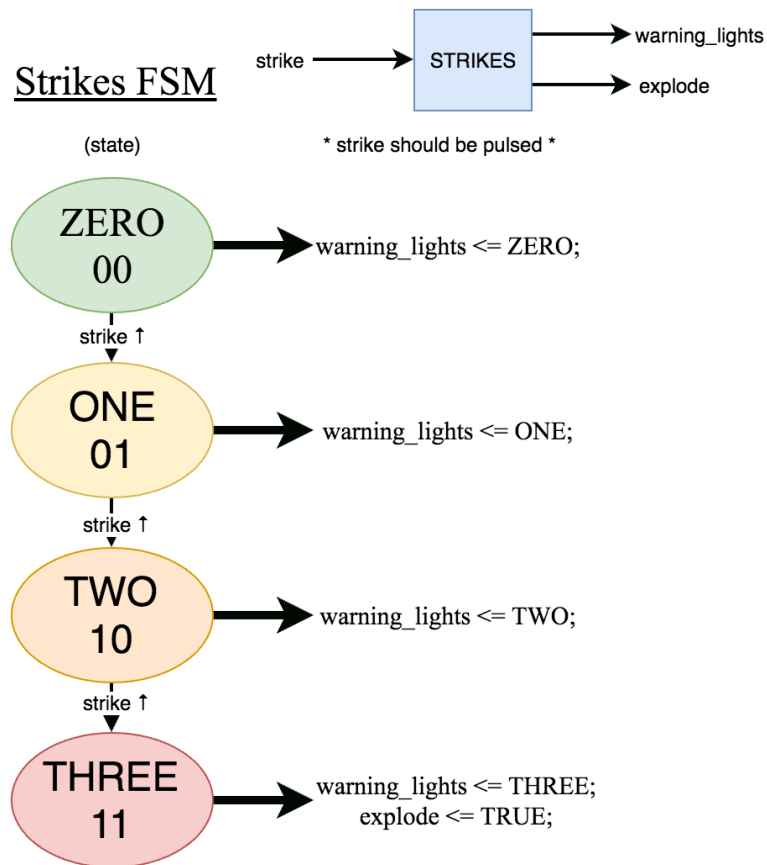 Strikes FSM
strike
STRIKES
warning_lights
explode
(state)
* strike should be pulsed *
ZERO
00
warning_lights <= ZERO;
strike ↑
ONE
01
warning_lights <= ONE;
strike ↑
TWO
10
warning_lights <= TWO;
strike ↑
THREE
11
warning_lights <= THREE;
explode <= TRUE;